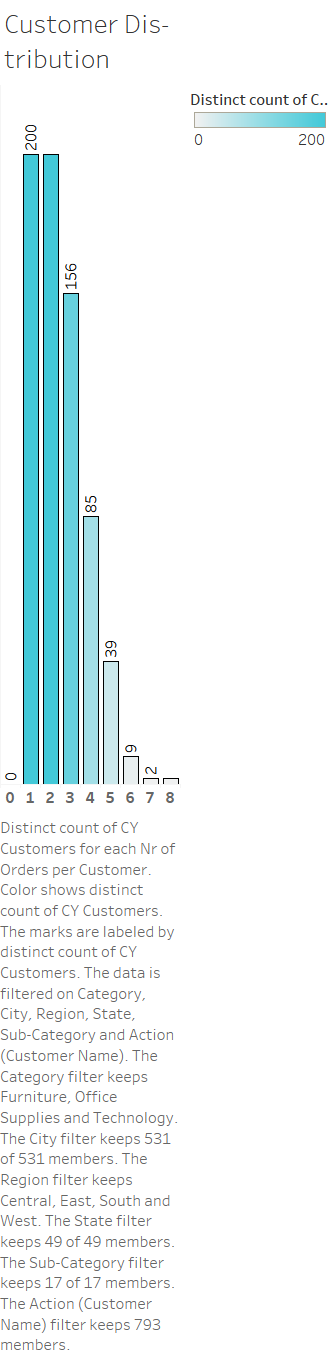 Customer Dis-
tribution
Distinct count of C..
0
200
200
156
85
39
9
2
0
0 1 2 3 4 5 6 7 8
Distinct count of CY
Customers for each Nr of
Orders per Customer.
Color shows distinct
count of CY Customers.
The marks are labeled by
distinct count of CY
Customers. The data is
filtered on Category,
City, Region, State,
Sub-Category and Action
(Customer Name). The
Category filter keeps
Furniture, Office
Supplies and Technology.
The City filter keeps 531
of 531 members. The
Region filter keeps
Central, East, South and
West. The State filter
keeps 49 of 49 members.
The Sub-Category filter
keeps 17 of 17 members.
The Action (Customer
Name) filter keeps 793
members.